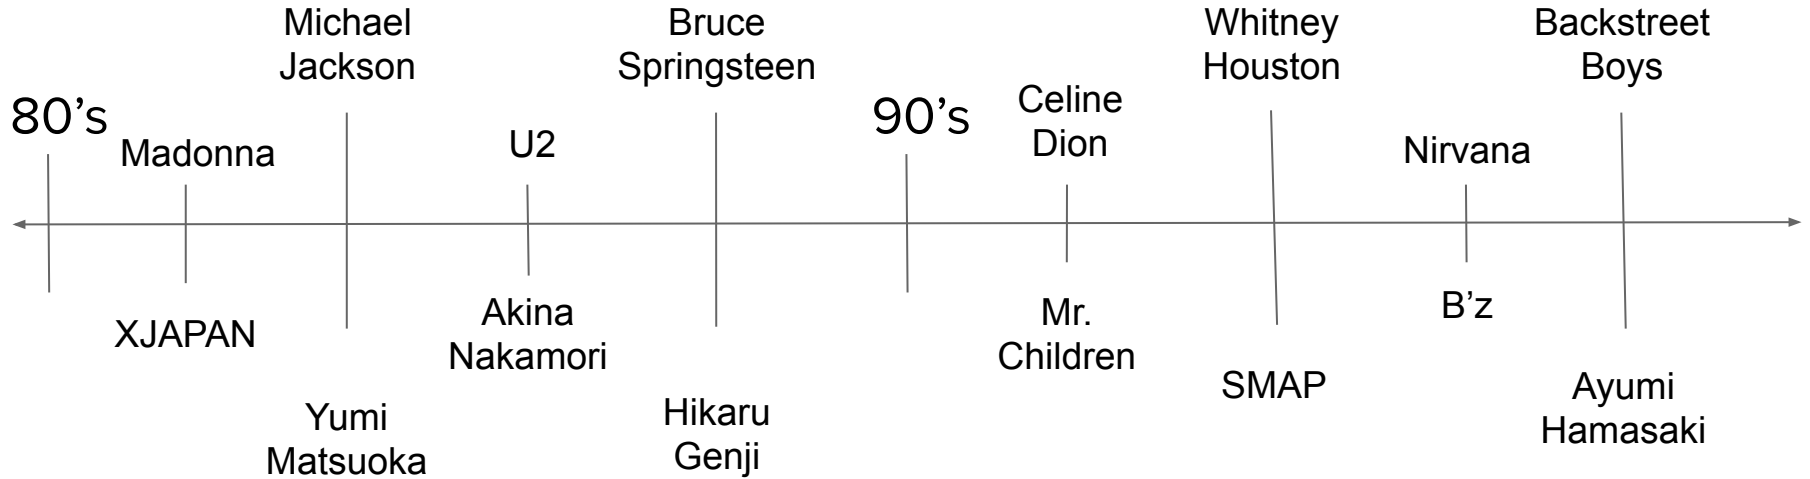 80's
Madonna
Michael
Jackson
U2
Bruce
Springsteen
90's
Celine
Dion
Whitney
Houston
Nirvana
Backstreet
Boys
XJAPAN
Yumi
Matsuoka
Akina
Nakamori
Hikaru
Genji
Mr.
Children
SMAP
B'z
Ayumi
Hamasaki